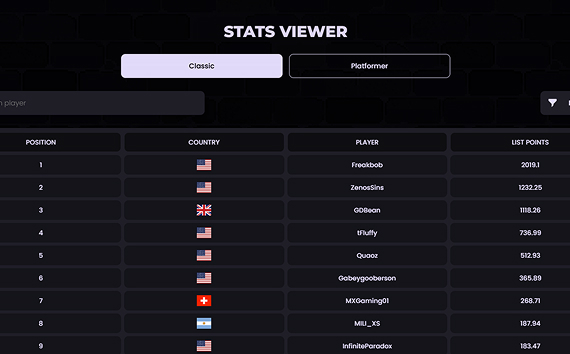 STATS VIEWER
Classic Platformer
player
POSITION COUNTRY PLAYER LIST POINTS
1 Freakbob 2019.1
2 ZenosSins 1232.25
3 GDBean 1118.26
4 tFluffy 736.99
5 Quaoz 512.93
6 Gabeygooberson 365.89
7 MXGaming01 268.71
8 MILI_XS 187.94
9 InfiniteParadox 183.47